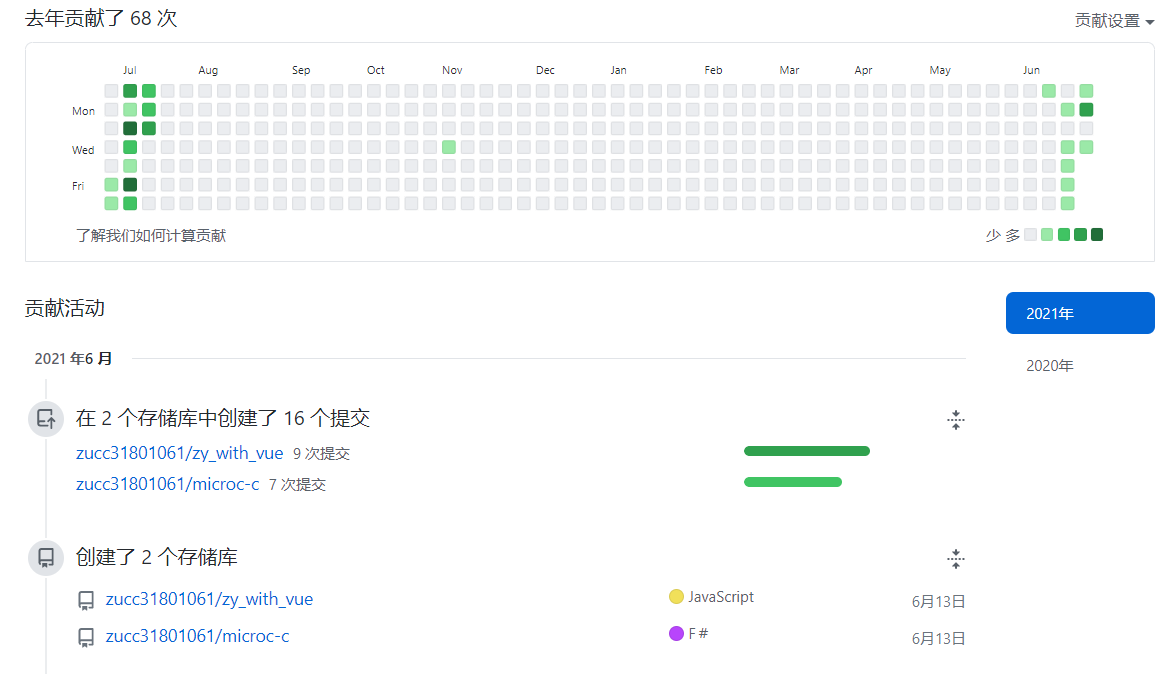 去年贡献了 68 次
贡献设置
Jul Aug Sep Oct Nov Dec Jan Feb Mar Apr May Jun
Mon
Wed
Fri
了解我们如何计算贡献
少 多
贡献活动
2021年
2020年
2021 年6 月
在 2 个存储库中创建了 16 个提交
zucc31801061/zy_with_vue 9 次提交
zucc31801061/microc-c 7 次提交
创建了 2 个存储库
zucc31801061/zy_with_vue JavaScript 6月13日
zucc31801061/microc-c F # 6月13日